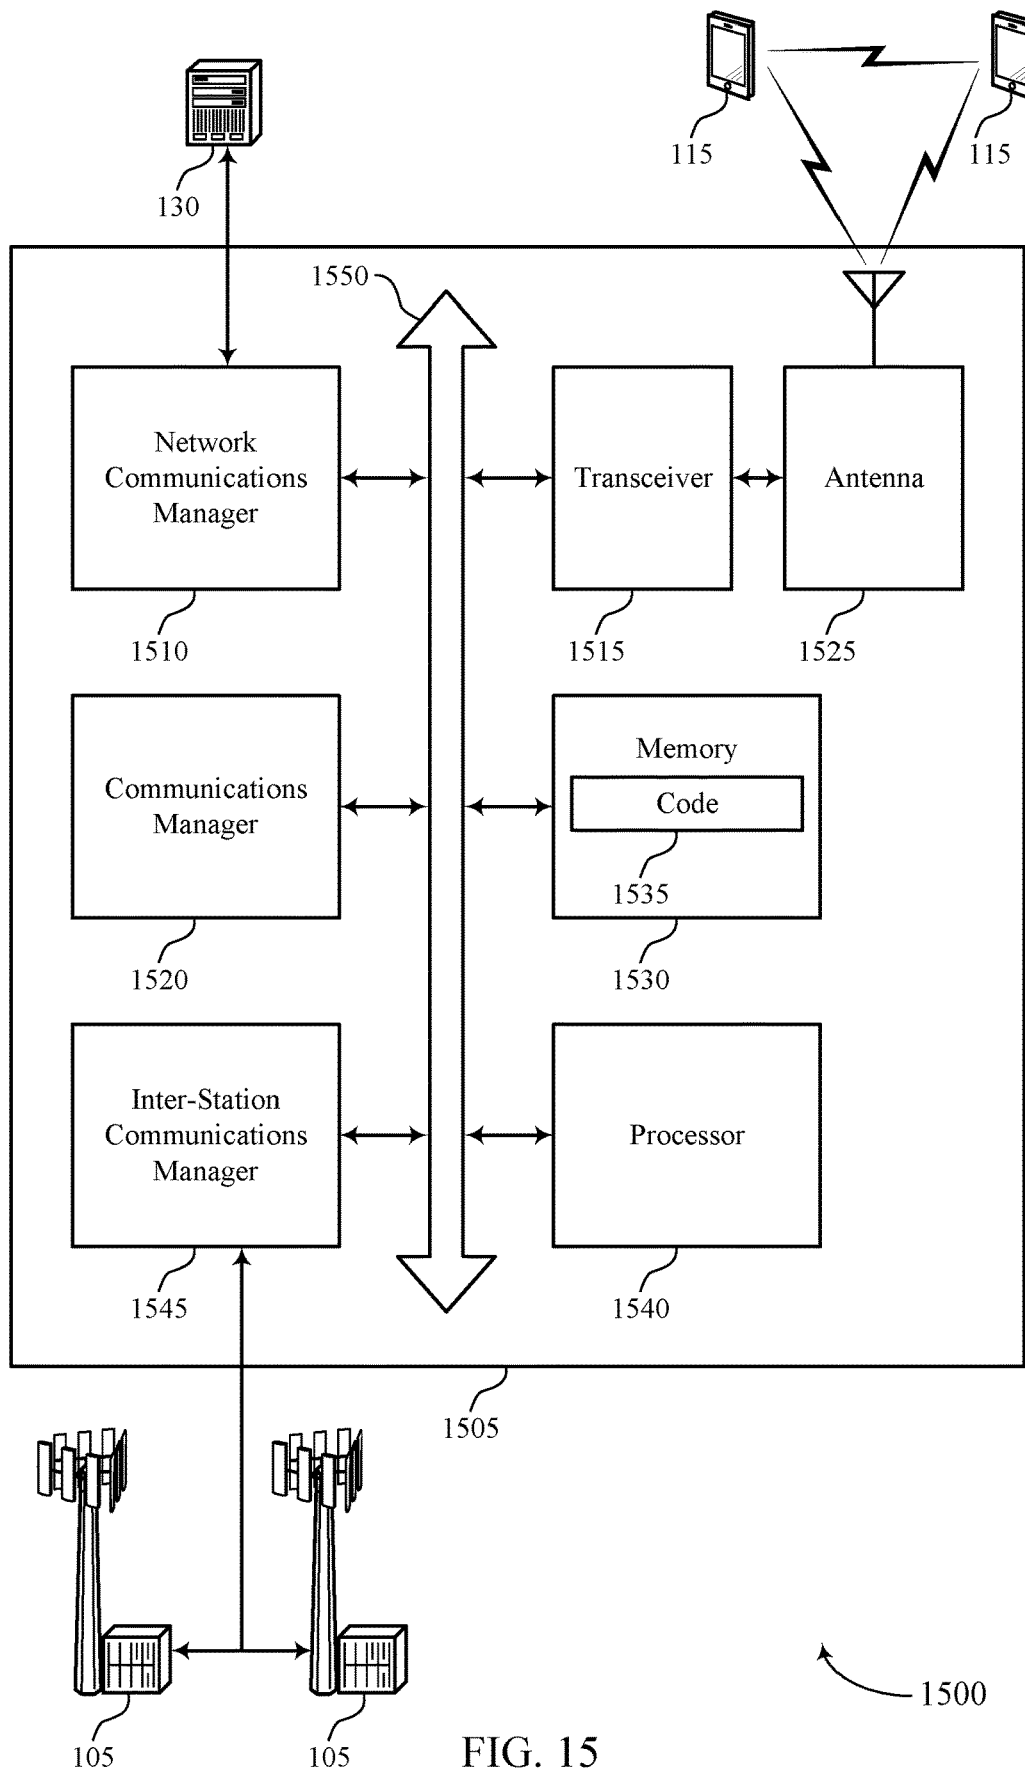 130
115
115
1550
Network
Communications
Manager
1510
Transceiver
1515
Antenna
1525
Communications
Manager
1520
Memory
Code
1535
1530
Inter-Station
Communications
Manager
1545
Processor
1540
1505
105
105
1500
FIG. 15